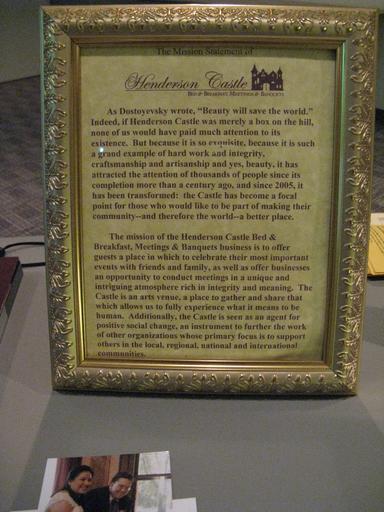 The Mission Statement of
Henderson Castle
Bed & Breakfast, Meetings & Banquets
As Dostoyevsky wrote, "Beauty will save the world."
Indeed, if Henderson Castle was merely a box on the hill,
none of us would have paid much attention to its
existence. But because it is so exquisite, because it is such
a grand example of hard work and integrity,
craftsmanship and artisanship and yes, beauty, it has
attracted the attention of thousands of people since its
completion more than a century ago, and since 2005, it
has been transformed: the Castle has become a focal
point for those who would like to be part of making their
community--and therefore the world--a better place.
The mission of the Henderson Castle Bed &
Breakfast, Meetings & Banquets business is to offer
guests a place in which to celebrate their most important
events with friends and family, as well as offer businesses
an opportunity to conduct meetings in a unique and
intriguing atmosphere rich in integrity and meaning. The
Castle is an arts venue, a place to gather and share that
which allows us to fully experience what it means to be
human. Additionally, the Castle is seen as an agent for
positive social change, an instrument to further the work
of other organizations whose primary focus is to support
others in the local, regional, national and international
communities.